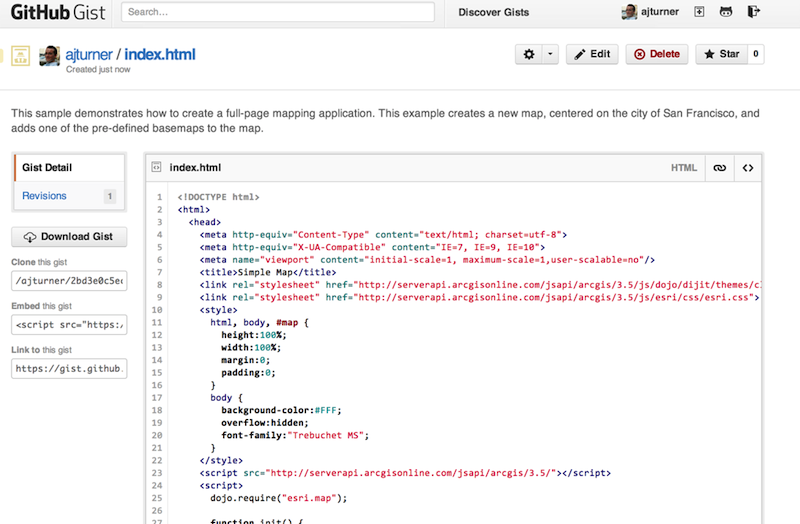 GitHub Gist
Search...
Discover Gists
ajturner
ajturner / index.html
Created just now
Edit
Delete
Star
0
This sample demonstrates how to create a full-page mapping application. This example creates a new map, centered on the city of San Francisco, and
adds one of the pre-defined basemaps to the map.
Gist Detail
Revisions 1
Download Gist
Clone this gist
/ajturner/2bd3e0c5ec
Embed this gist
<script src="https:/
Link to this gist
https://gist.github.
index.html
HTML
1 <!DOCTYPE html>
2 <html>
3 <head>
4 <meta http-equiv="Content-Type" content="text/html; charset=utf-8">
5 <meta http-equiv="X-UA-Compatible" content="IE=7, IE=9, IE=10">
6 <meta name="viewport" content="initial-scale=1, maximum-scale=1,user-scalable=no"/>
7 <title>Simple Map</title>
8 <link rel="stylesheet" href="http://serverapi.arcgisonline.com/jsapi/arcgis/3.5/js/dojo/dijit/themes/cl
9 <link rel="stylesheet" href="http://serverapi.arcgisonline.com/jsapi/arcgis/3.5/js/esri/css/esri.css">
10 <style>
11 html, body, #map {
12 height:100%;
13 width:100%;
14 margin:0;
15 padding:0;
16 }
17 body {
18 background-color:#FFF;
19 overflow:hidden;
20 font-family:"Trebuchet MS";
21 }
22 </style>
23 <script src="http://serverapi.arcgisonline.com/jsapi/arcgis/3.5/"></script>
24 <script>
25 dojo.require("esri.map");
26
27 function init() {